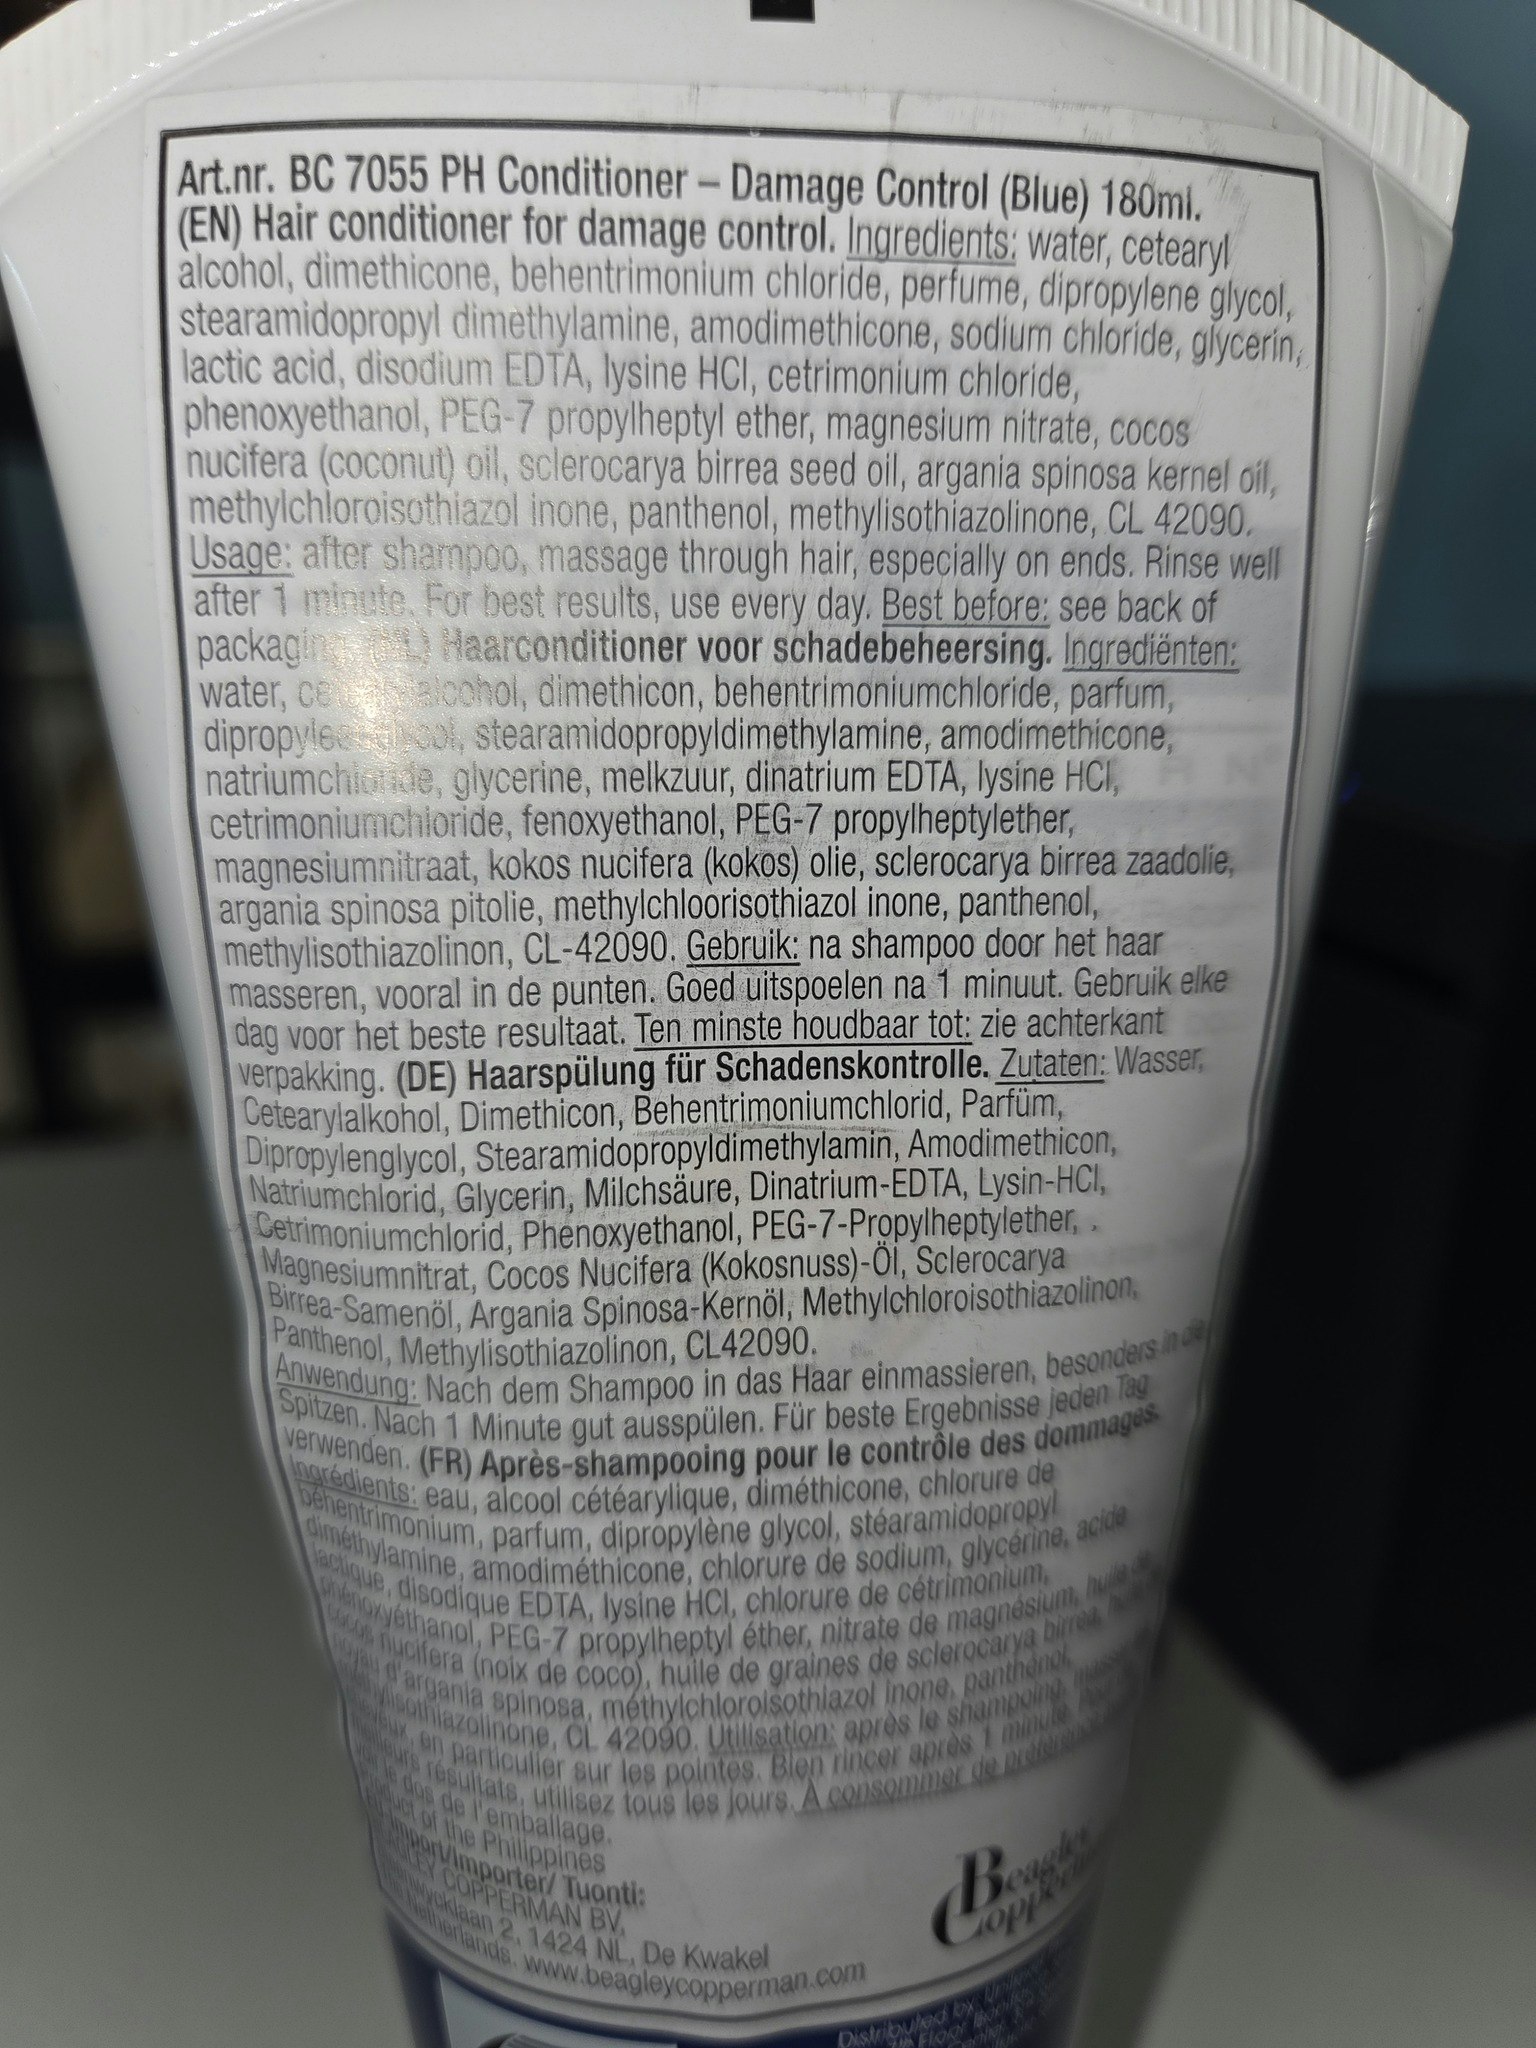 Art.nr. BC 7055 PH Conditioner – Damage Control (Blue) 180ml.
(EN) Hair conditioner for damage control. Ingredients: water, cetearyl
alcohol, dimethicone, behentrimonium chloride, perfume, dipropylene glycol,
stearamidopropyl dimethylamine, amodimethicone, sodium chloride, glycerin,
lactic acid, disodium EDTA, lysine HCl, cetrimonium chloride,
phenoxyethanol, PEG-7 propylheptyl ether, magnesium nitrate, cocos
nucifera (coconut) oil, sclerocarya birrea seed oil, argania spinosa kernel oil,
methylchloroisothiazol inone, panthenol, methylisothiazolinone, CL 42090.
Usage: after shampoo, massage through hair, especially on ends. Rinse well
after 1 minute. For best results, use every day. Best before: see back of
packaging. (NL) Haarconditioner voor schadebeheersing. Ingrediënten:
water, alcohol, dimethicon, behentrimoniumchloride, parfum,
stearamidopropyldimethylamine, amodimethicone,
natriumchloride, glycerine, melkzuur, dinatrium EDTA, lysine HCl,
cetrimoniumchloride, fenoxyethanol, PEG-7 propylheptylether,
magnesiumnitraat, kokos nucifera (kokos) olie, sclerocarya birrea zaadolie,
argania spinosa pitolie, methylchloorisothiazol inone, panthenol,
methylisothiazolinon, CL-42090. Gebruik: na shampoo door het haar
masseren, vooral in de punten. Goed uitspoelen na 1 minuut. Gebruik elke
dag voor het beste resultaat. Ten minste houdbaar tot: zie achterkant
verpakking. (DE) Haarspülung für Schadenskontrolle. Zutaten: Wasser,
Cetearylalkohol, Dimethicon, Behentrimoniumchlorid, Parfüm,
Dipropylenglycol, Stearamidopropyldimethylamin, Amodimethicon,
Natriumchlorid, Glycerin, Milchsäure, Dinatrium-EDTA, Lysin-HCl,
Cetrimoniumchlorid, Phenoxyethanol, PEG-7-Propylheptylether, .
Magnesiumnitrat, Cocos Nucifera (Kokosnuss)-Öl, Sclerocarya
Birrea-Samenöl, Argania Spinosa-Kernöl, Methylchloroisothiazolinon,
Panthenol, Methylisothiazolinon, CL42090.
Anwendung: Nach dem Shampoo in das Haar einmassieren, besonders in die
Spitzen. Nach 1 Minute gut ausspülen. Für beste Ergebnisse jeden Tag
verwenden. (FR) Après-shampooing pour le contrôle des dommages.
Ingrédients: eau, alcool cétéarylique, diméthicone, chlorure de
béhentrimonium, parfum, dipropylène glycol, stéaramidopropyl
diméthylamine, amodiméthicone, chlorure de sodium, glycérine, acide
lactique, disodique EDTA, lysine HCl, chlorure de cétrimonium,
phénoxyéthanol, PEG-7 propylheptyl éther, nitrate de magnésium, huile de
cocos nucifera (noix de coco), huile de graines de sclerocarya birrea,
d'argania spinosa, méthylchloroisothiazol inone, panthénol,
CL 42090. Utilisation: après le shampoing,
en particulier sur les pointes. Bien rincer après 1 minute.
résultats, utilisez tous les jours. À consommer de
le dos de l'emballage.
of the Philippines
Import/Importer/ Tuonti:
COPPERMAN BV,
2, 1424 NL, De Kwakel
www.beagleycopperman.com
Beagley
Distributed by